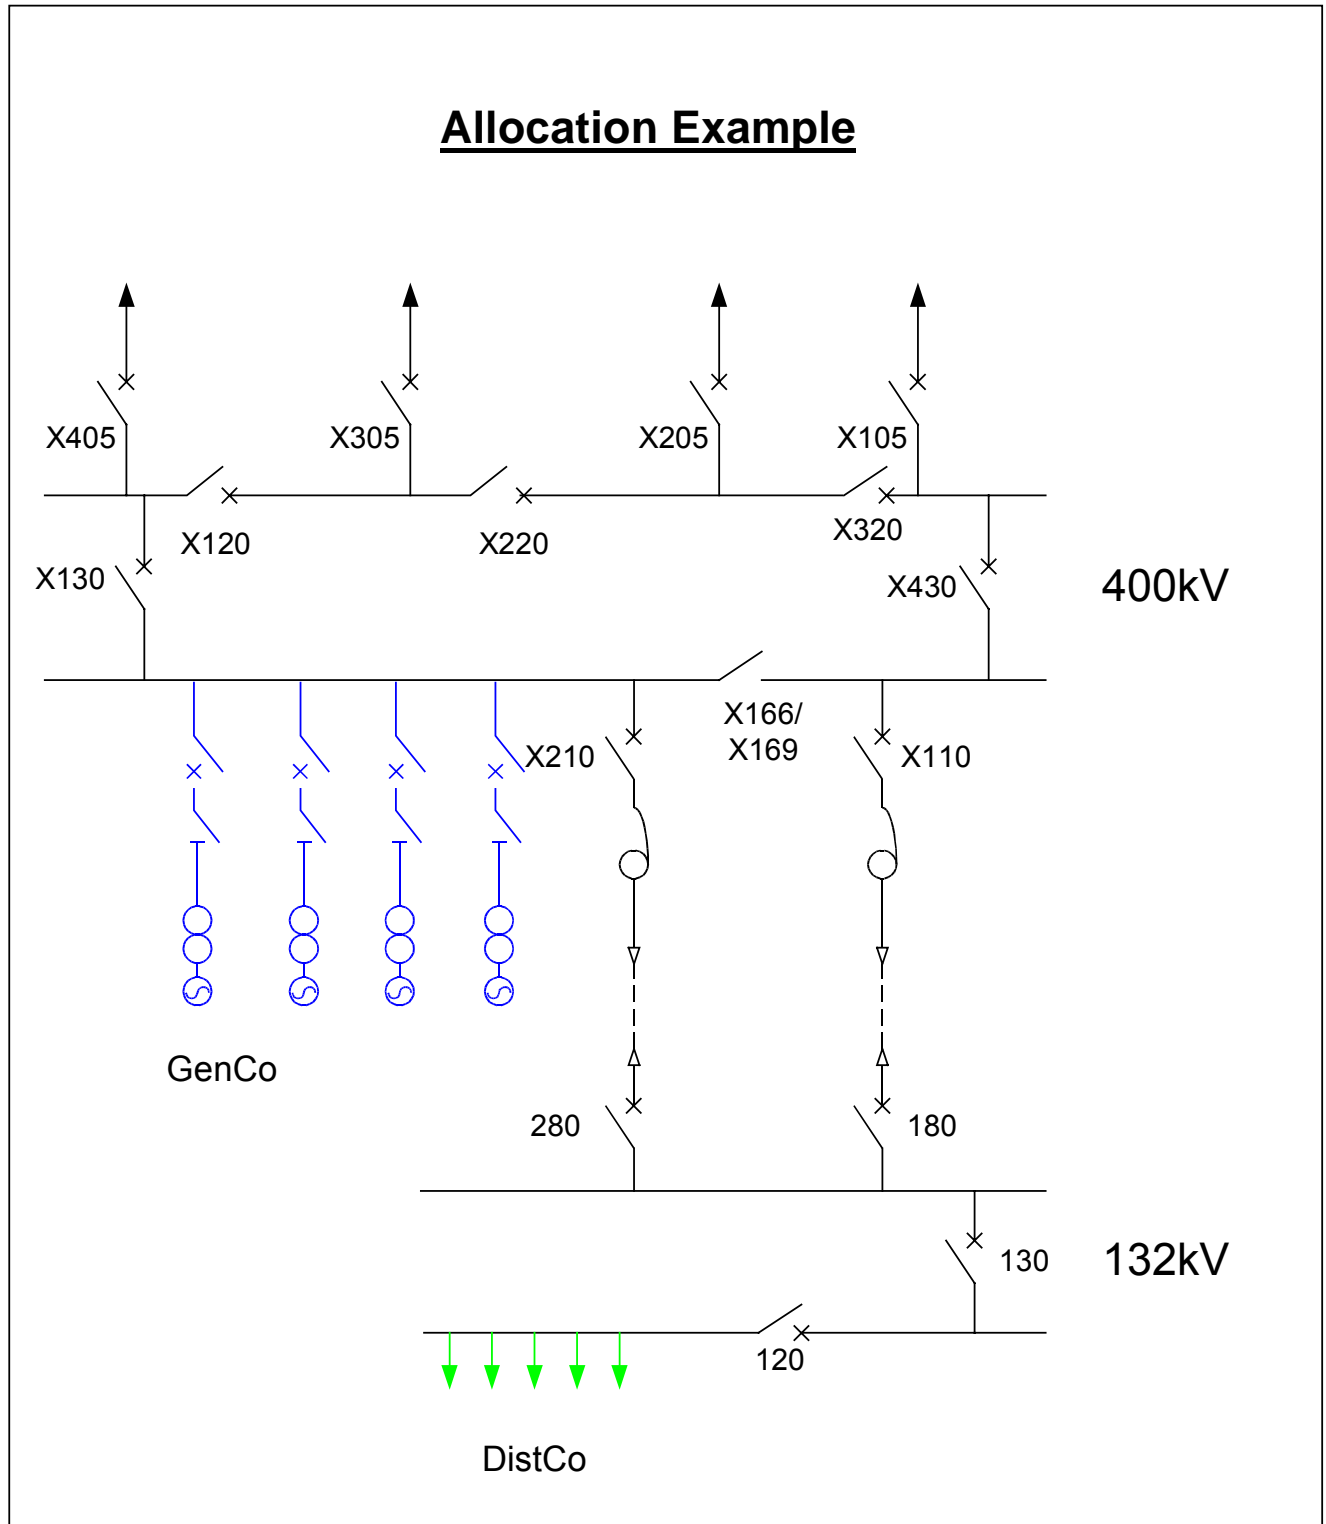 Allocation Example
X405
X305
X205
X105
X120
X220
X320
X130
X430
400kV
X166/
X169
X210
X110
GenCo
280
180
130
132kV
120
DistCo